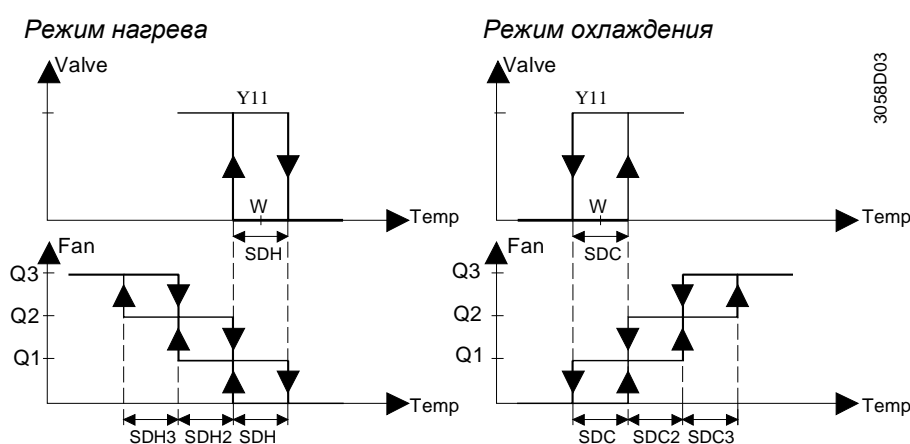 Режим нагрева
Valve
Y11
W
Temp
SDH
Fan
Q3
Q2
Q1
Temp
SDH3 SDH2 SDH
Режим охлаждения
Valve
Y11
W
Temp
SDC
Fan
Q3
Q2
Q1
Temp
SDC SDC2 SDC3
3058D03